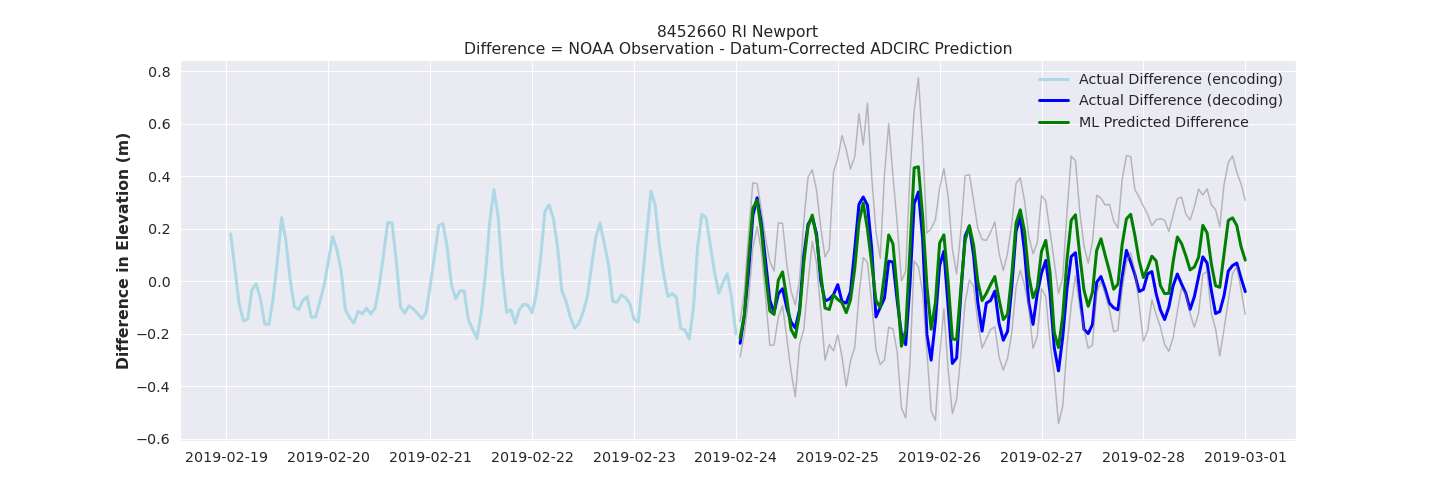 8452660 RI Newport
Difference = NOAA Observation - Datum-Corrected ADCIRC Prediction
Difference in Elevation (m)
0.8
0.6
0.4
0.2
0.0
−0.2
−0.4
−0.6
Actual Difference (encoding)
Actual Difference (decoding)
ML Predicted Difference
2019-02-19 2019-02-20 2019-02-21 2019-02-22 2019-02-23 2019-02-24 2019-02-25 2019-02-26 2019-02-27 2019-02-28 2019-03-01